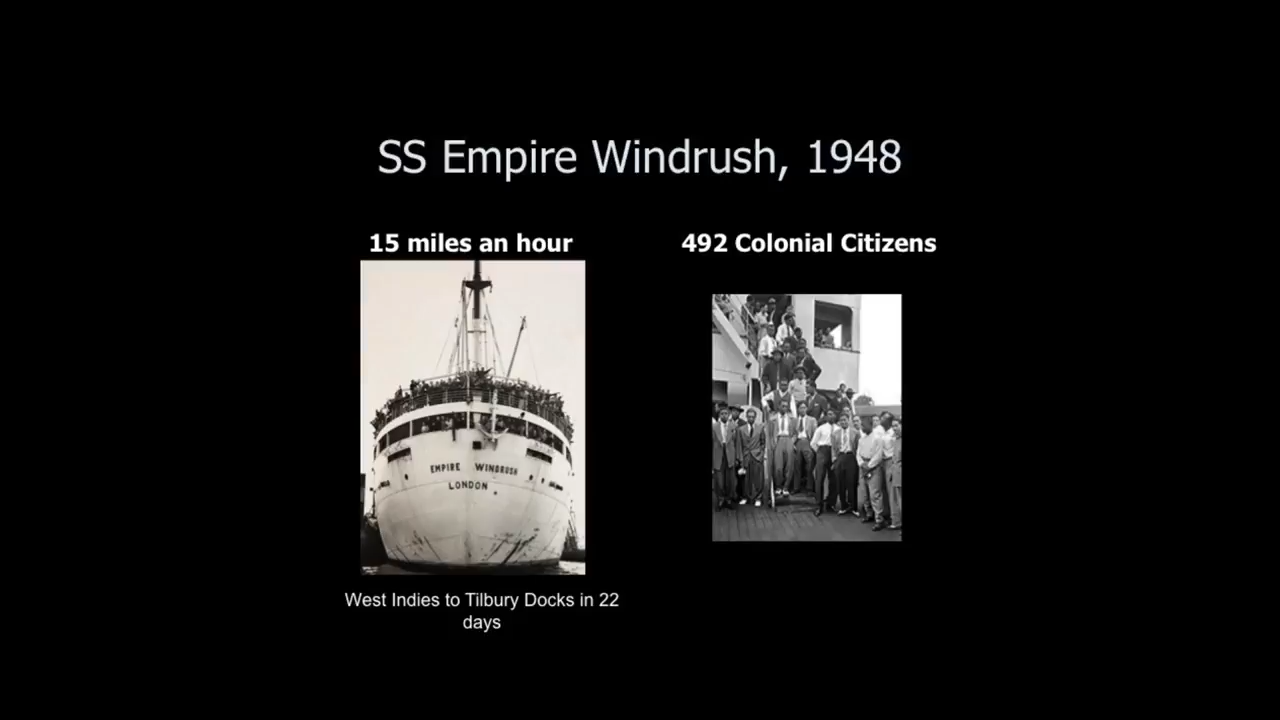 SS Empire Windrush, 1948
15 miles an hour
492 Colonial Citizens
EMPIRE WINDRUSH
LONDON
West Indies to Tilbury Docks in 22
days